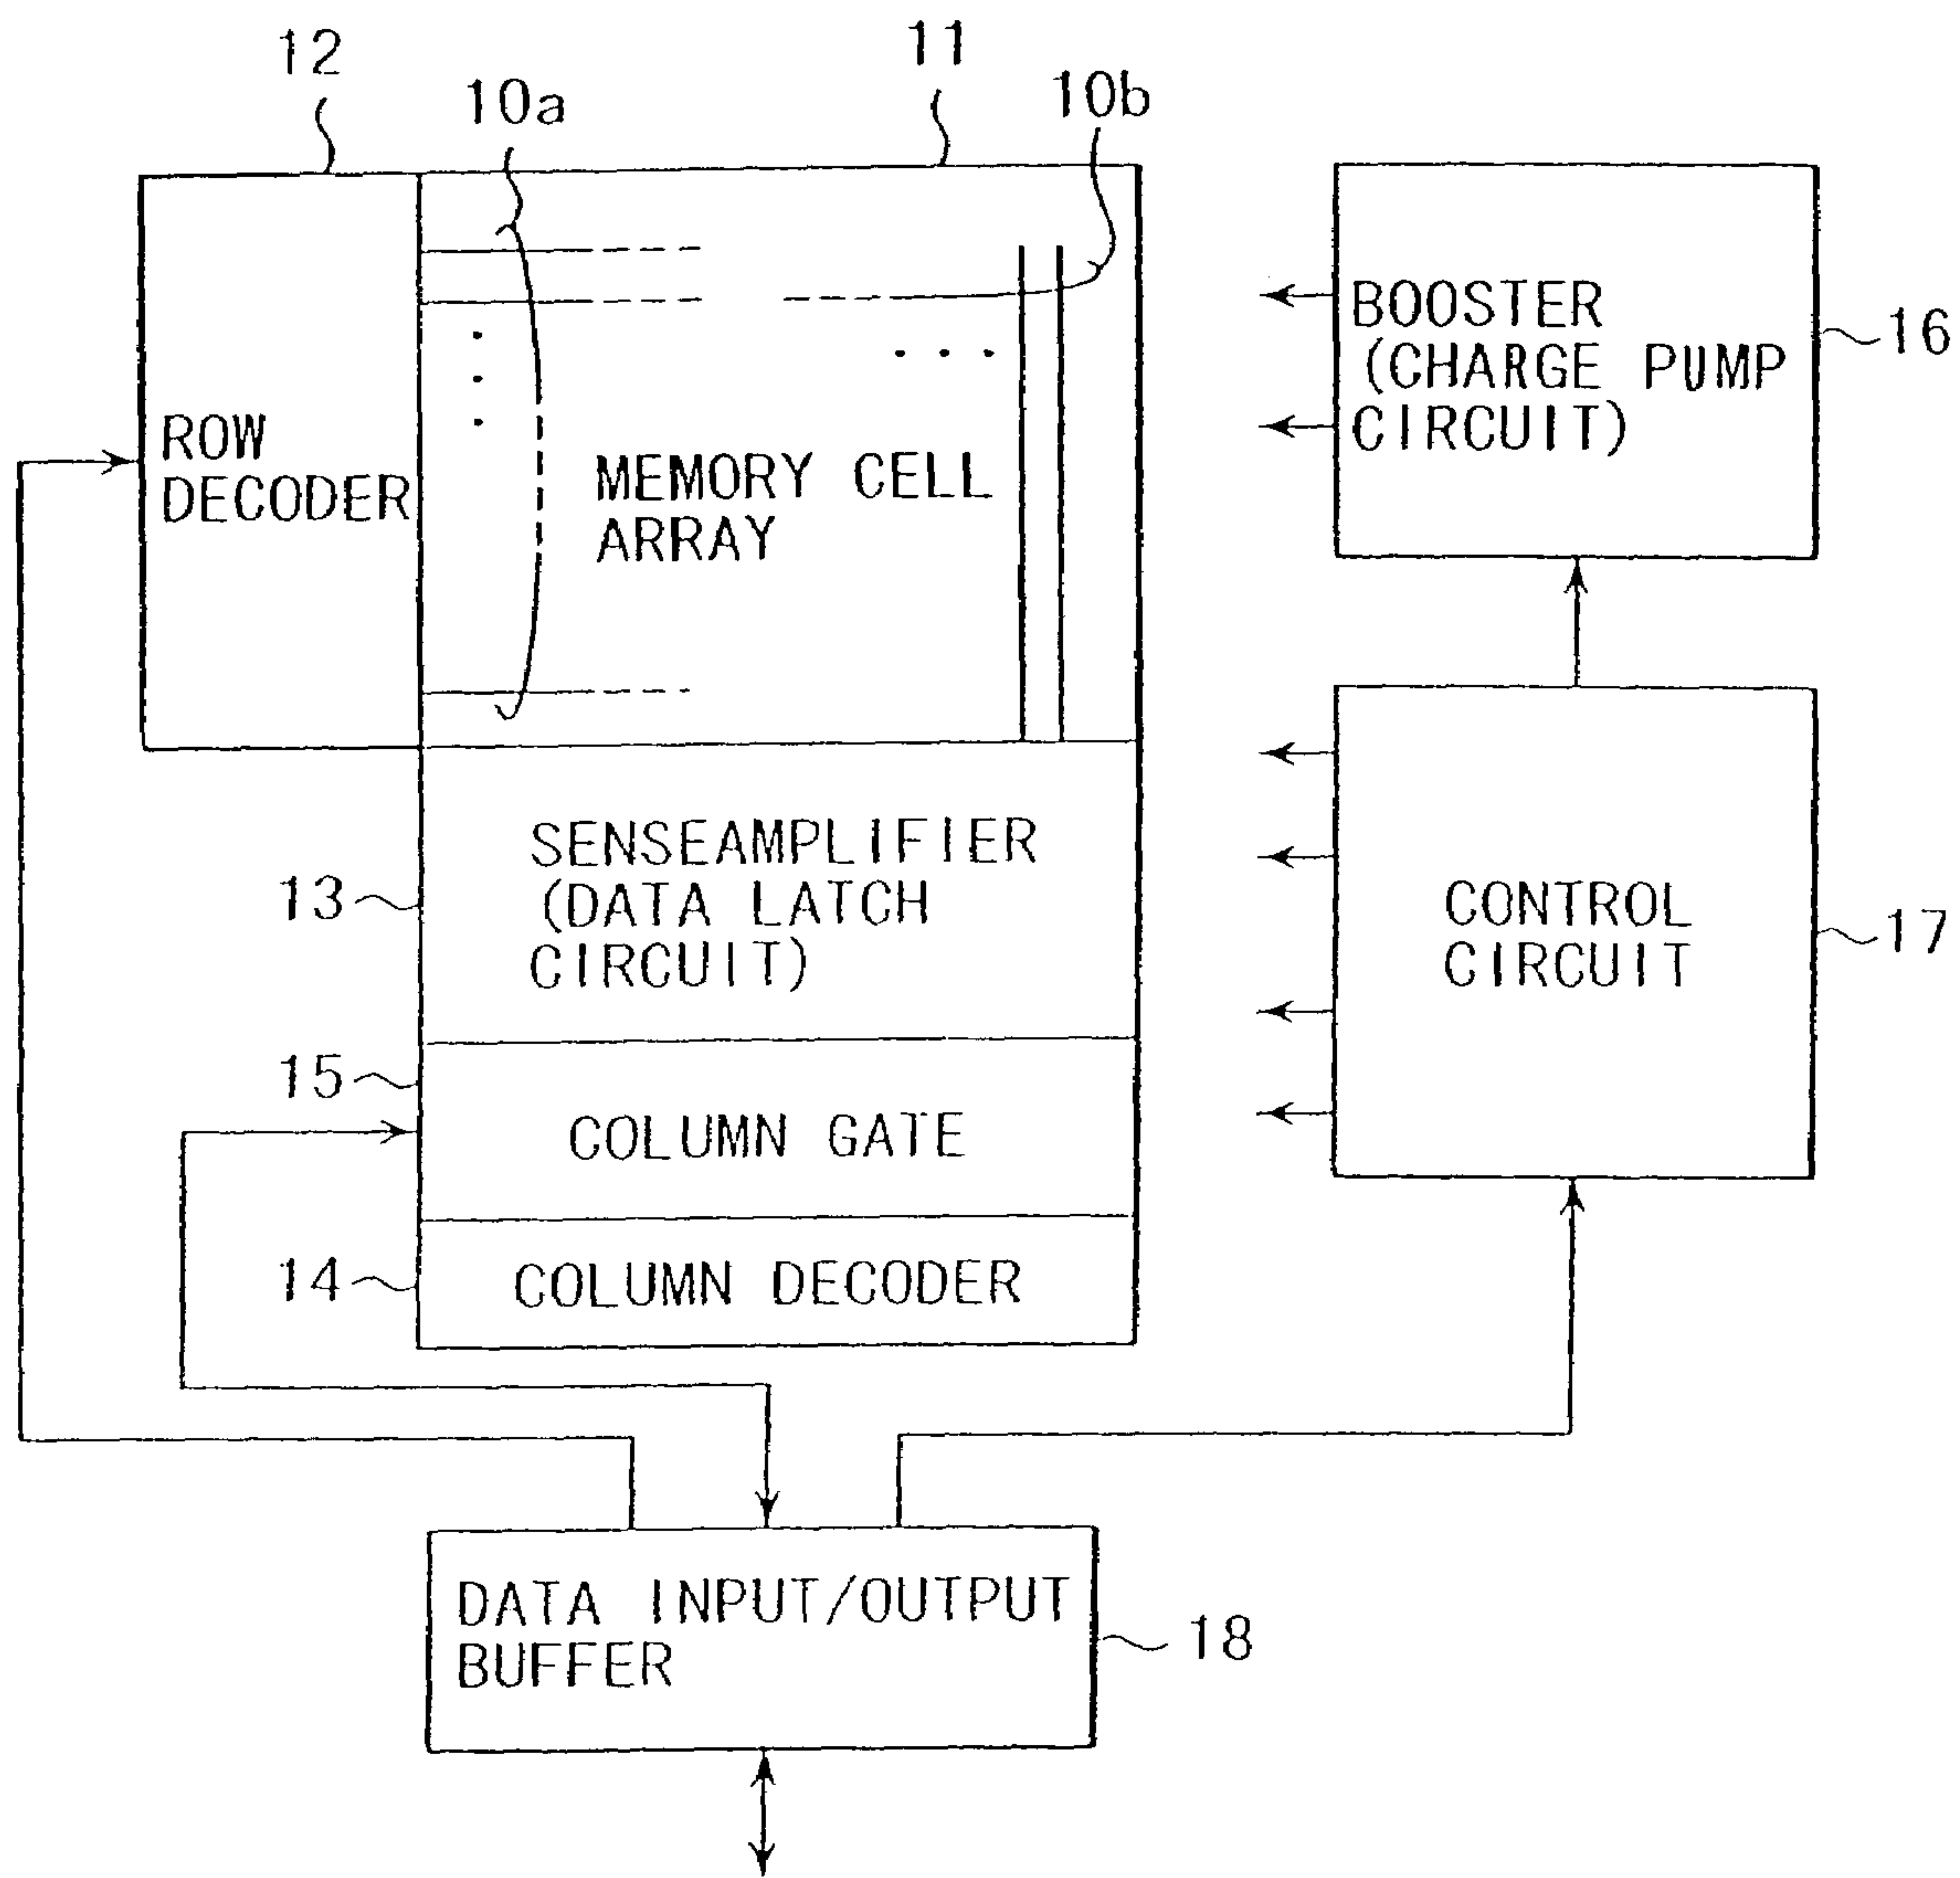 12
11
10a
10b
BOOSTER
(CHARGE PUMP
CIRCUIT)
16
ROW
DECODER
MEMORY CELL
ARRAY
SENSEAMPLIFIER
(DATA LATCH
CIRCUIT)
13
CONTROL
CIRCUIT
17
15
COLUMN GATE
14
COLUMN DECODER
DATA INPUT/OUTPUT
BUFFER
18